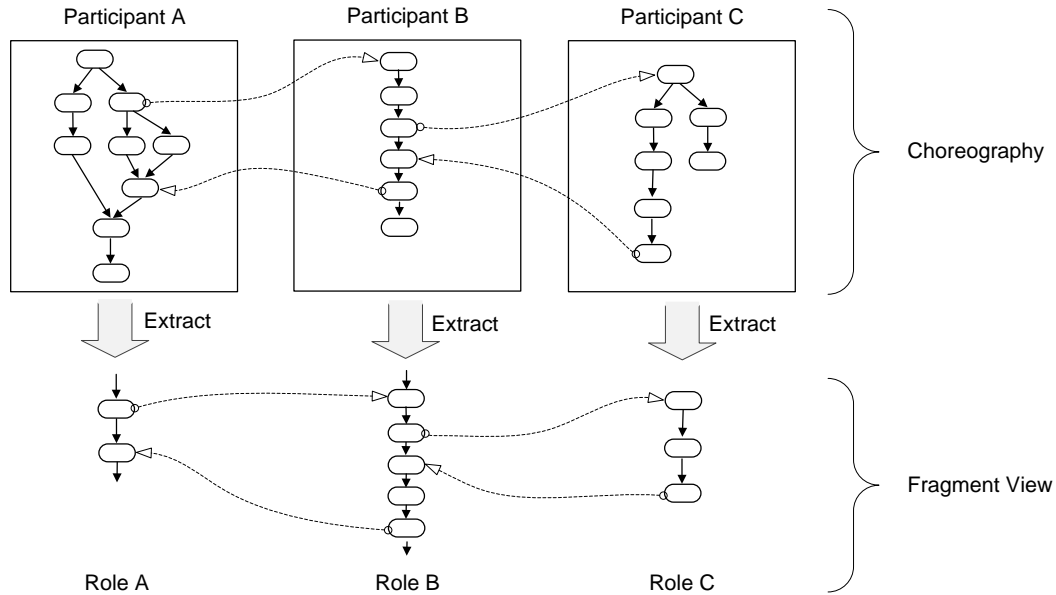 Participant A
Participant B
Participant C
Choreography
Extract
Extract
Extract
Fragment View
Role A
Role B
Role C